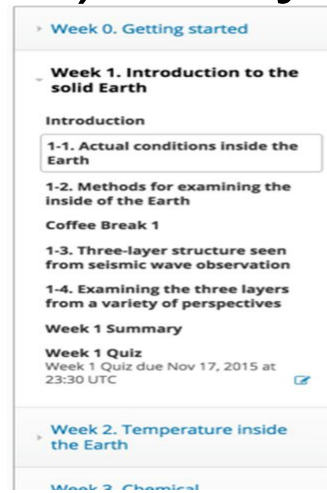 Week 0. Getting started
Week 1. Introduction to the
solid Earth
Introduction
1-1. Actual conditions inside the
Earth
1-2. Methods for examining the
inside of the Earth
Coffee Break 1
1-3. Three-layer structure seen
from seismic wave observation
1-4. Examining the three layers
from a variety of perspectives
Week 1 Summary
Week 1 Quiz
Week 1 Quiz due Nov 17, 2015 at
23:30 UTC
Week 2. Temperature inside
the Earth
Week 3. Chemical